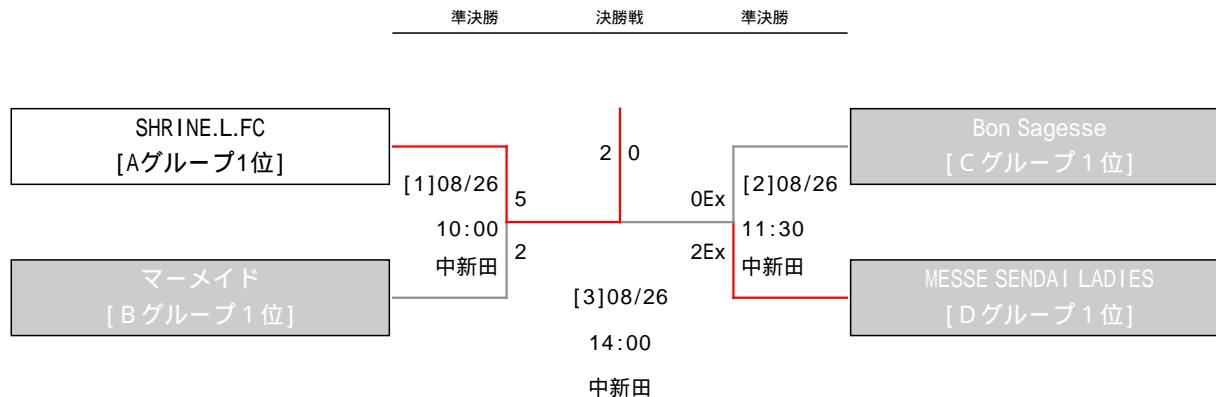 準決勝 決勝戦 準決勝
SHRINE.L.FC
[Aグループ1位]
Bon Sagesse
[Cグループ1位]
2 0
[1]08/26
5
10:00
2
中新田
0Ex
[2]08/26
11:30
2Ex
中新田
マーメイド
[Bグループ1位]
MESSE SENDAI LADIES
[Dグループ1位]
[3]08/26
14:00
中新田